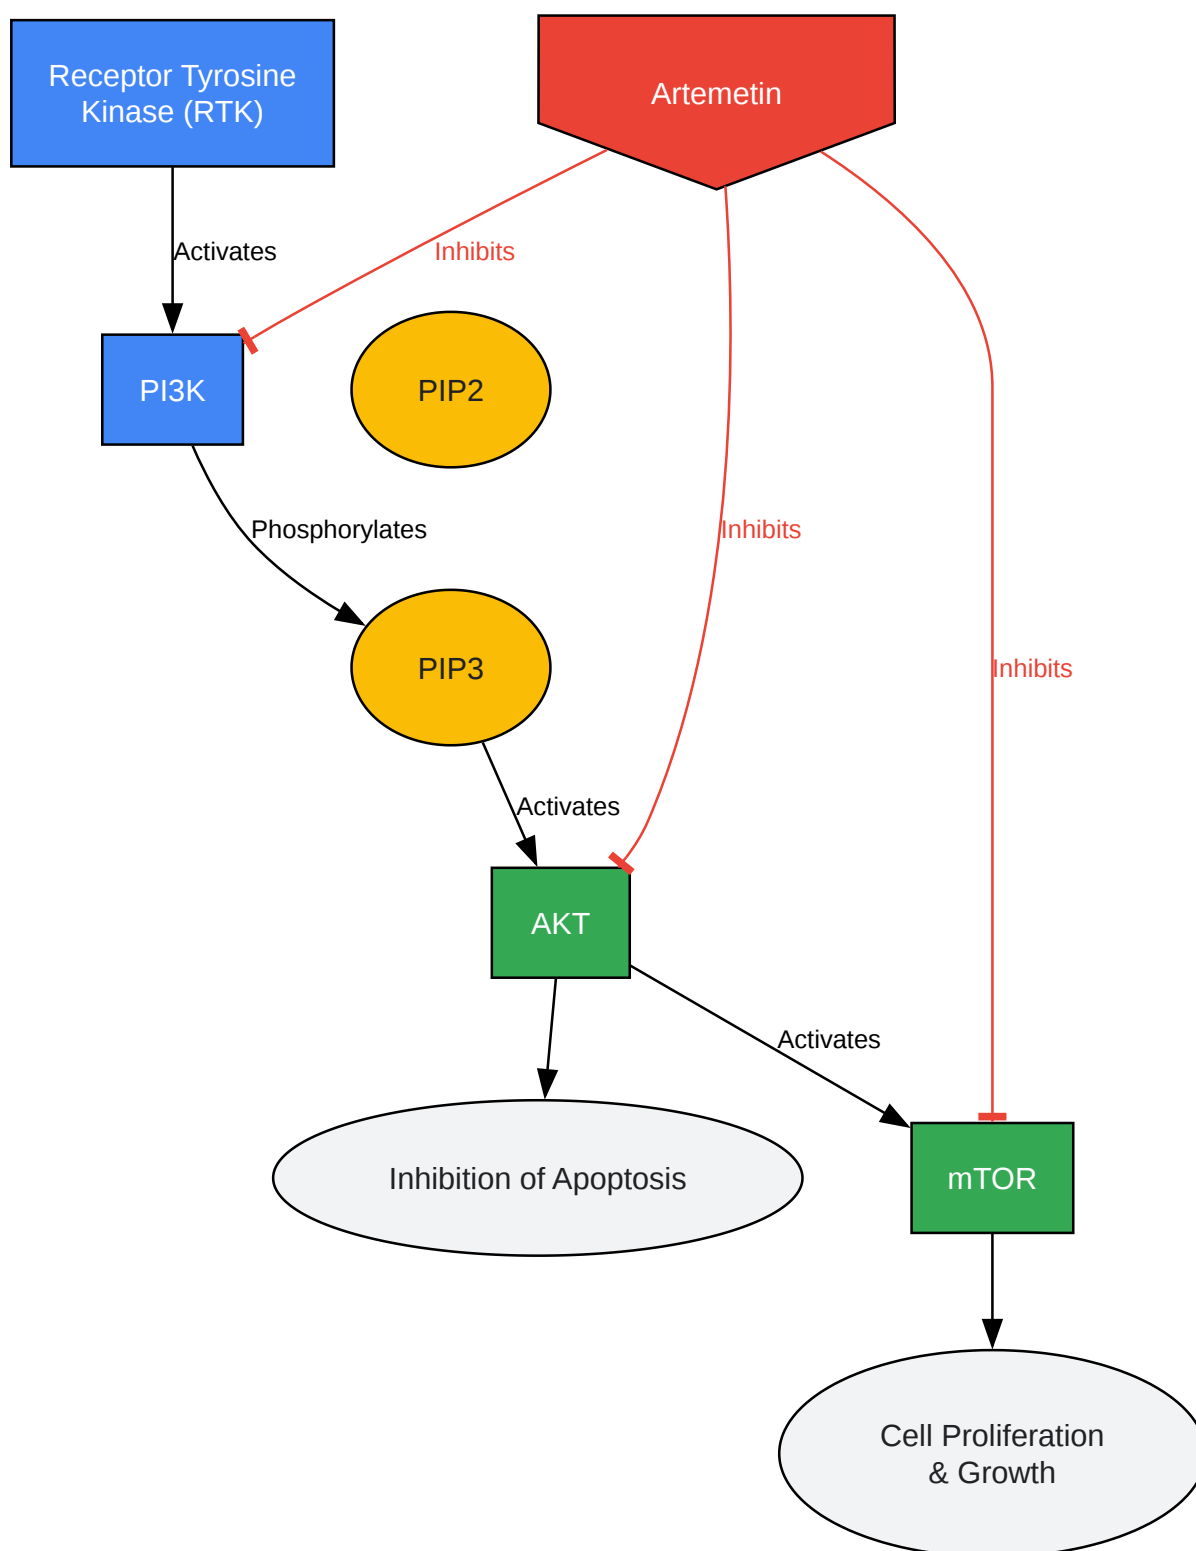 Receptor Tyrosine
Kinase (RTK)
Artemetin
Activates
Inhibits
PI3K
PIP2
Phosphorylates
Inhibits
PIP3
Inhibits
Activates
AKT
Activates
Inhibition of Apoptosis
mTOR
Cell Proliferation
& Growth